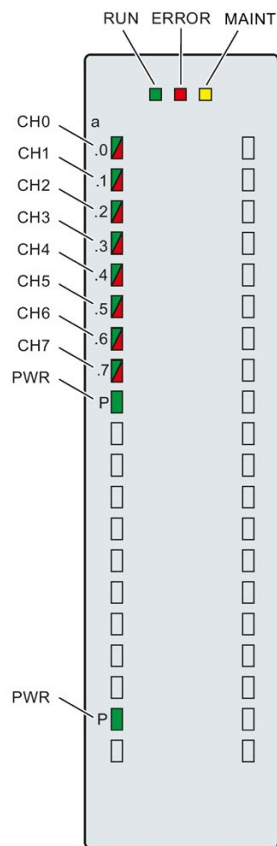 RUN ERROR MAINT
a
CH0 .0
CH1 .1
CH2 .2
CH3 .3
CH4 .4
CH5 .5
CH6 .6
CH7 .7
PWR P
PWR P